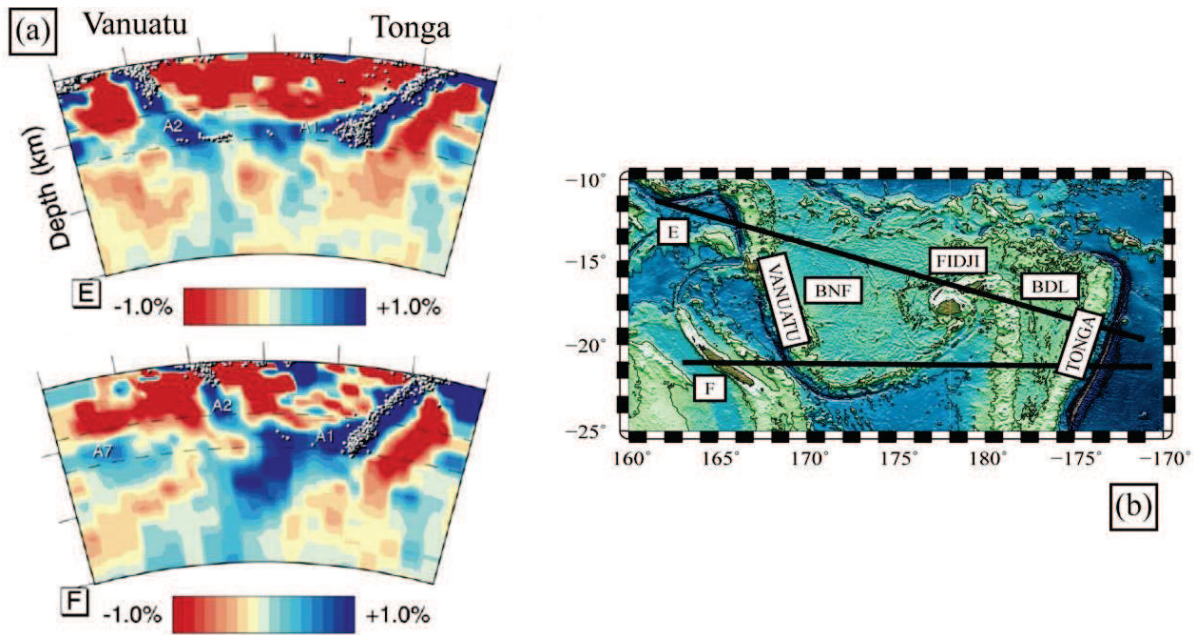 (a)
Vanuatu
Tonga
A2
A1
Depth (km)
E
-1.0%
+1.0%
A2
A1
A7
F
-1.0%
+1.0%
-10°
-15°
-20°
-25°
E
VANUATU
BNF
FIDJI
BDL
TONGA
F
160° 165° 170° 175° 180° -175° -170°
(b)